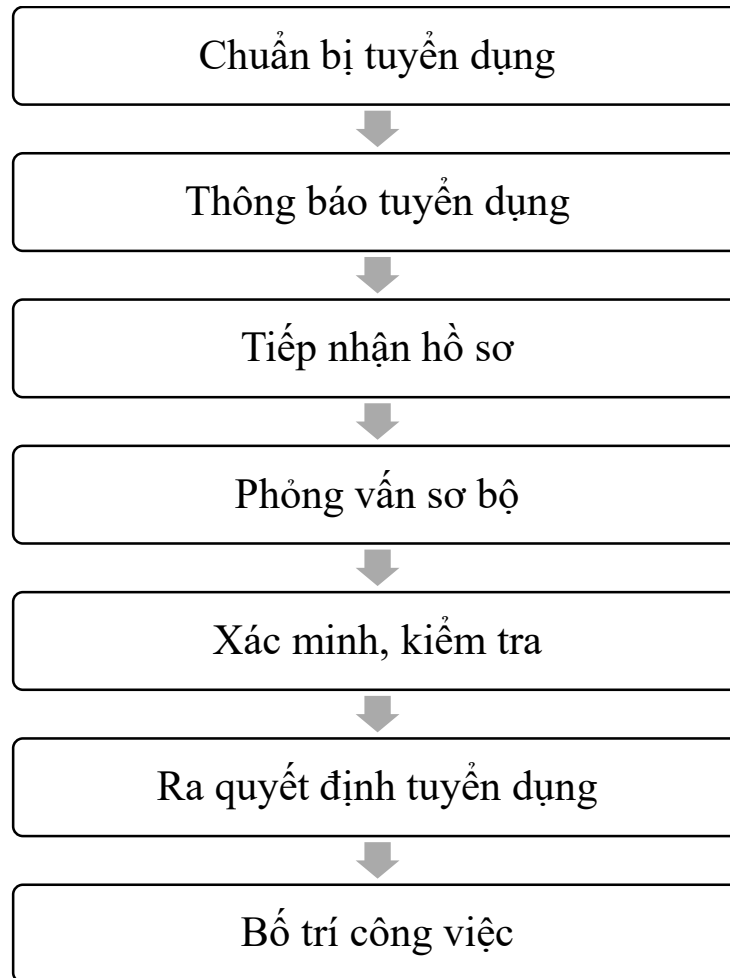 Chuẩn bị tuyển dụng
Thông báo tuyển dụng
Tiếp nhận hồ sơ
Phỏng vấn sơ bộ
Xác minh, kiểm tra
Ra quyết định tuyển dụng
Bố trí công việc